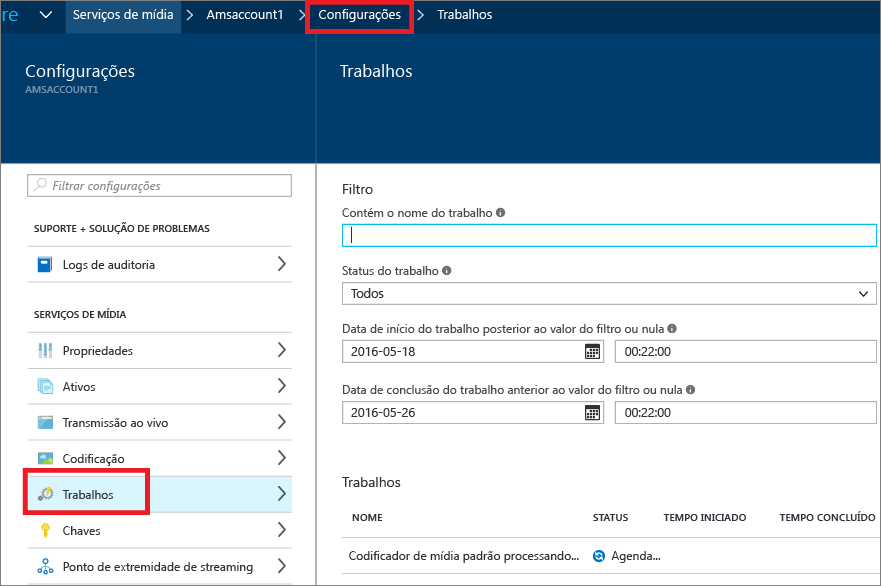 re Serviços de mídia Amsaccount1 Configurações Trabalhos
Configurações
AMSACCOUNT1
Filtrar configurações
SUPORTE + SOLUÇÃO DE PROBLEMAS
Logs de auditoria
SERVIÇOS DE MÍDIA
Propriedades
Ativos
Transmissão ao vivo
Codificação
Trabalhos
Chaves
Ponto de extremidade de streaming
Trabalhos
Filtro
Contém o nome do trabalho
Status do trabalho
Todos
Data de início do trabalho posterior ao valor do filtro ou nula
2016-05-18 00:22:00
Data de conclusão do trabalho anterior ao valor do filtro ou nula
2016-05-26 00:22:00
Trabalhos
NOME STATUS TEMPO INICIADO TEMPO CONCLUÍDO
Codificador de mídia padrão processando... Agenda...